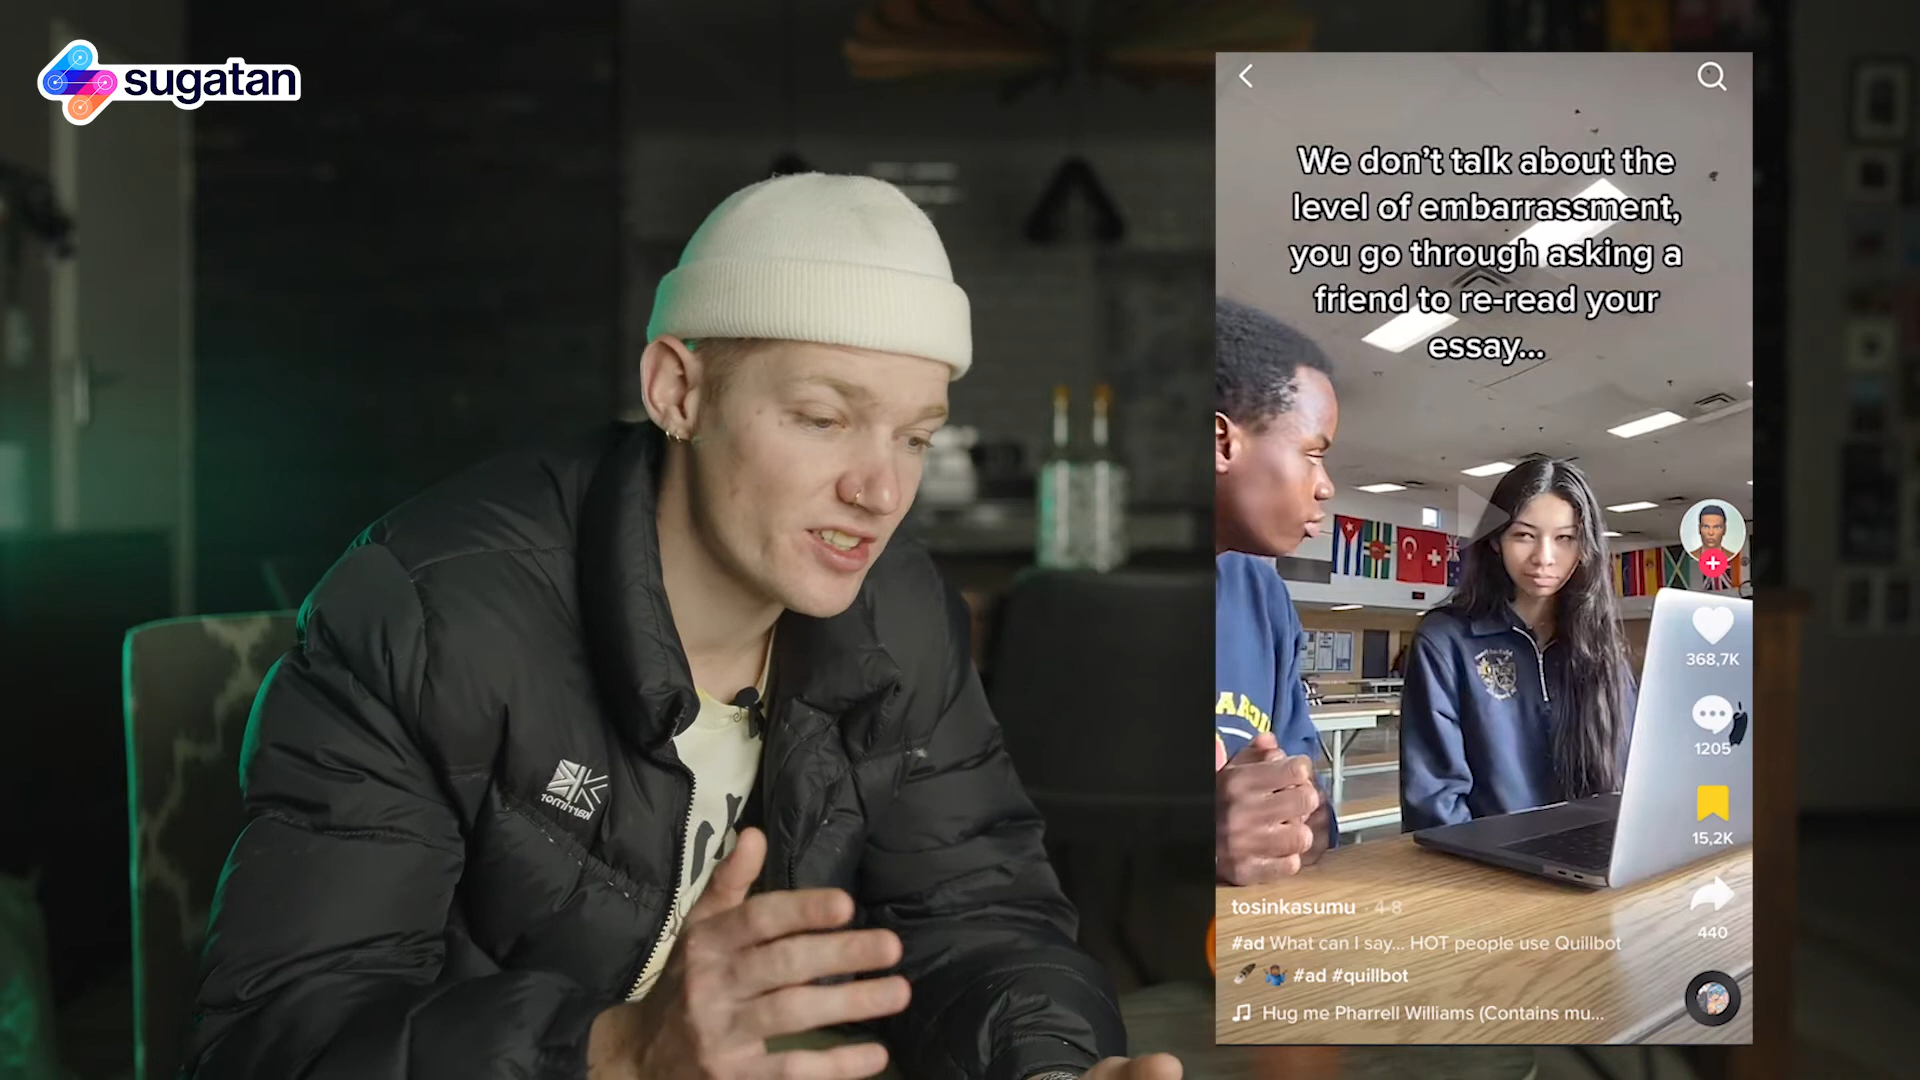 sugatan
We don't talk about the
level of embarrassment,
you go through asking a
friend to re-read your
essay...
368,7K
1205
15,2K
440
tosinkasumu · 4-8
#ad What can I say... HOT people use Quillbot
#ad #quillbot
Hug me Pharrell Williams (Contains mu...